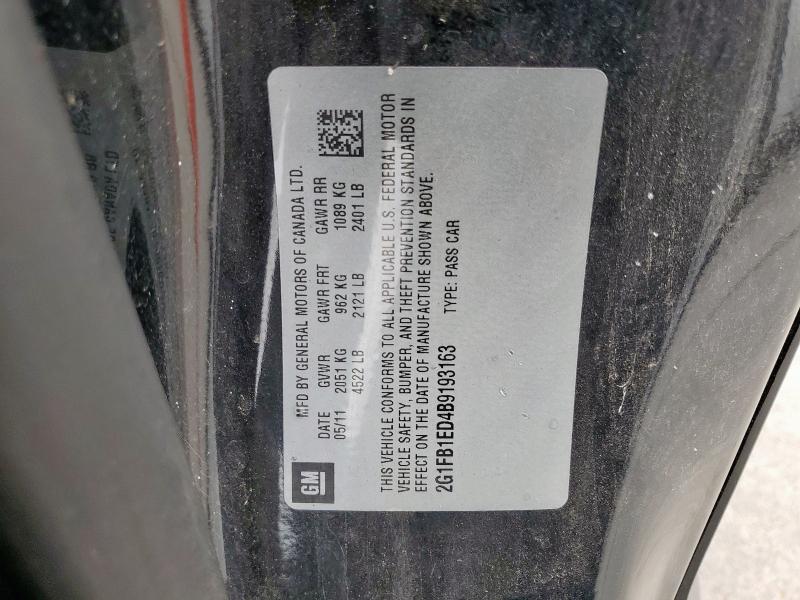 MFD BY GENERAL MOTORS OF CANADA LTD.
DATE GVWR GAWR FRT GAWR RR
05/11 2051 KG 962 KG 1089 KG
4522 LB 2121 LB 2401 LB
GM
THIS VEHICLE CONFORMS TO ALL APPLICABLE U.S. FEDERAL MOTOR
VEHICLE SAFETY, BUMPER, AND THEFT PREVENTION STANDARDS IN
EFFECT ON THE DATE OF MANUFACTURE SHOWN ABOVE.
2G1FB1ED4B9193163 TYPE: PASS CAR